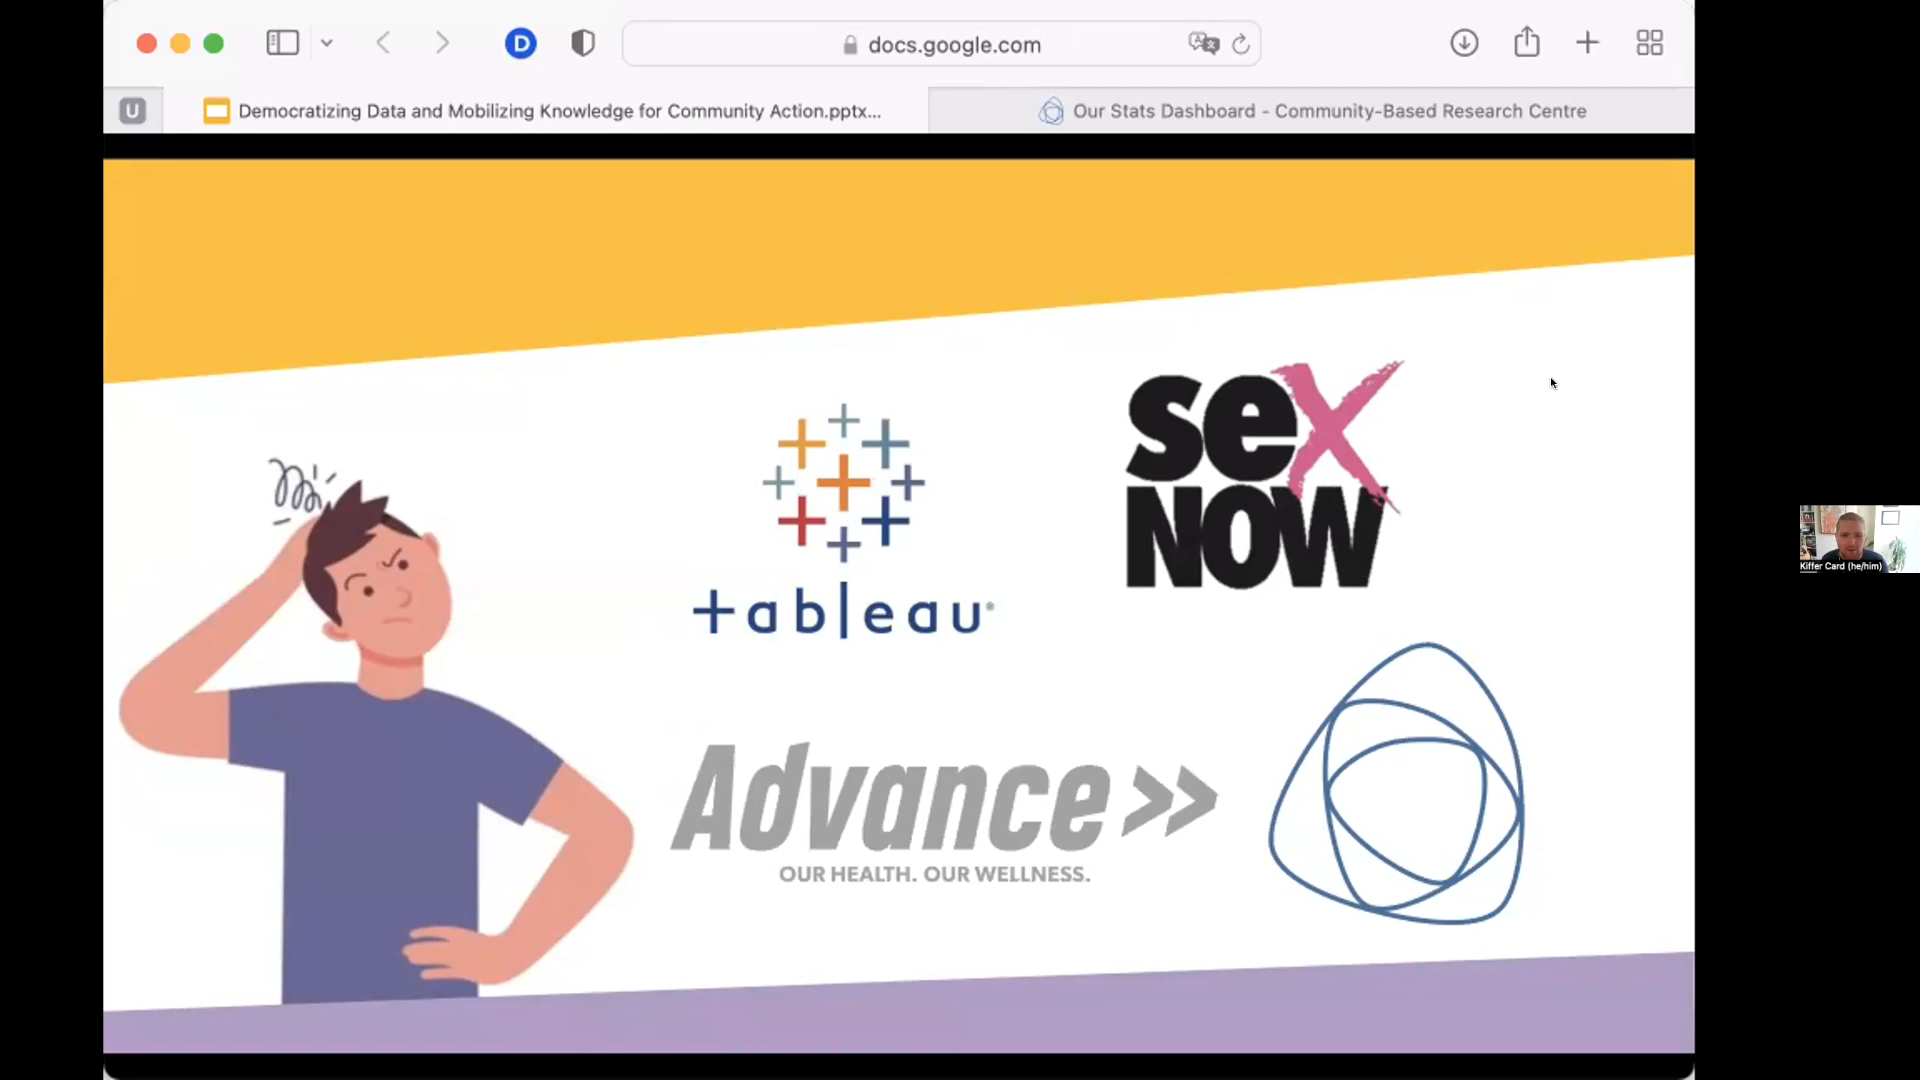 D
docs.google.com
U
Democratizing Data and Mobilizing Knowledge for Community Action.pptx...
Our Stats Dashboard - Community-Based Research Centre
sex
NOW
+ableau®
Advance >>
OUR HEALTH. OUR WELLNESS.
Kiffer Card (he/him)